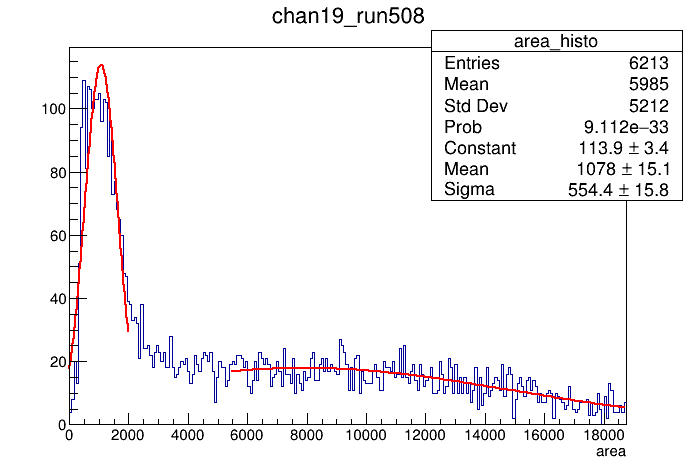 chan19_run508
area_histo
Entries 6213
Mean 5985
Std Dev 5212
Prob 9.112e−33
Constant 113.9 ± 3.4
Mean 1078 ± 15.1
Sigma 554.4 ± 15.8
100
80
60
40
20
0
0 2000 4000 6000 8000 10000 12000 14000 16000 18000
area